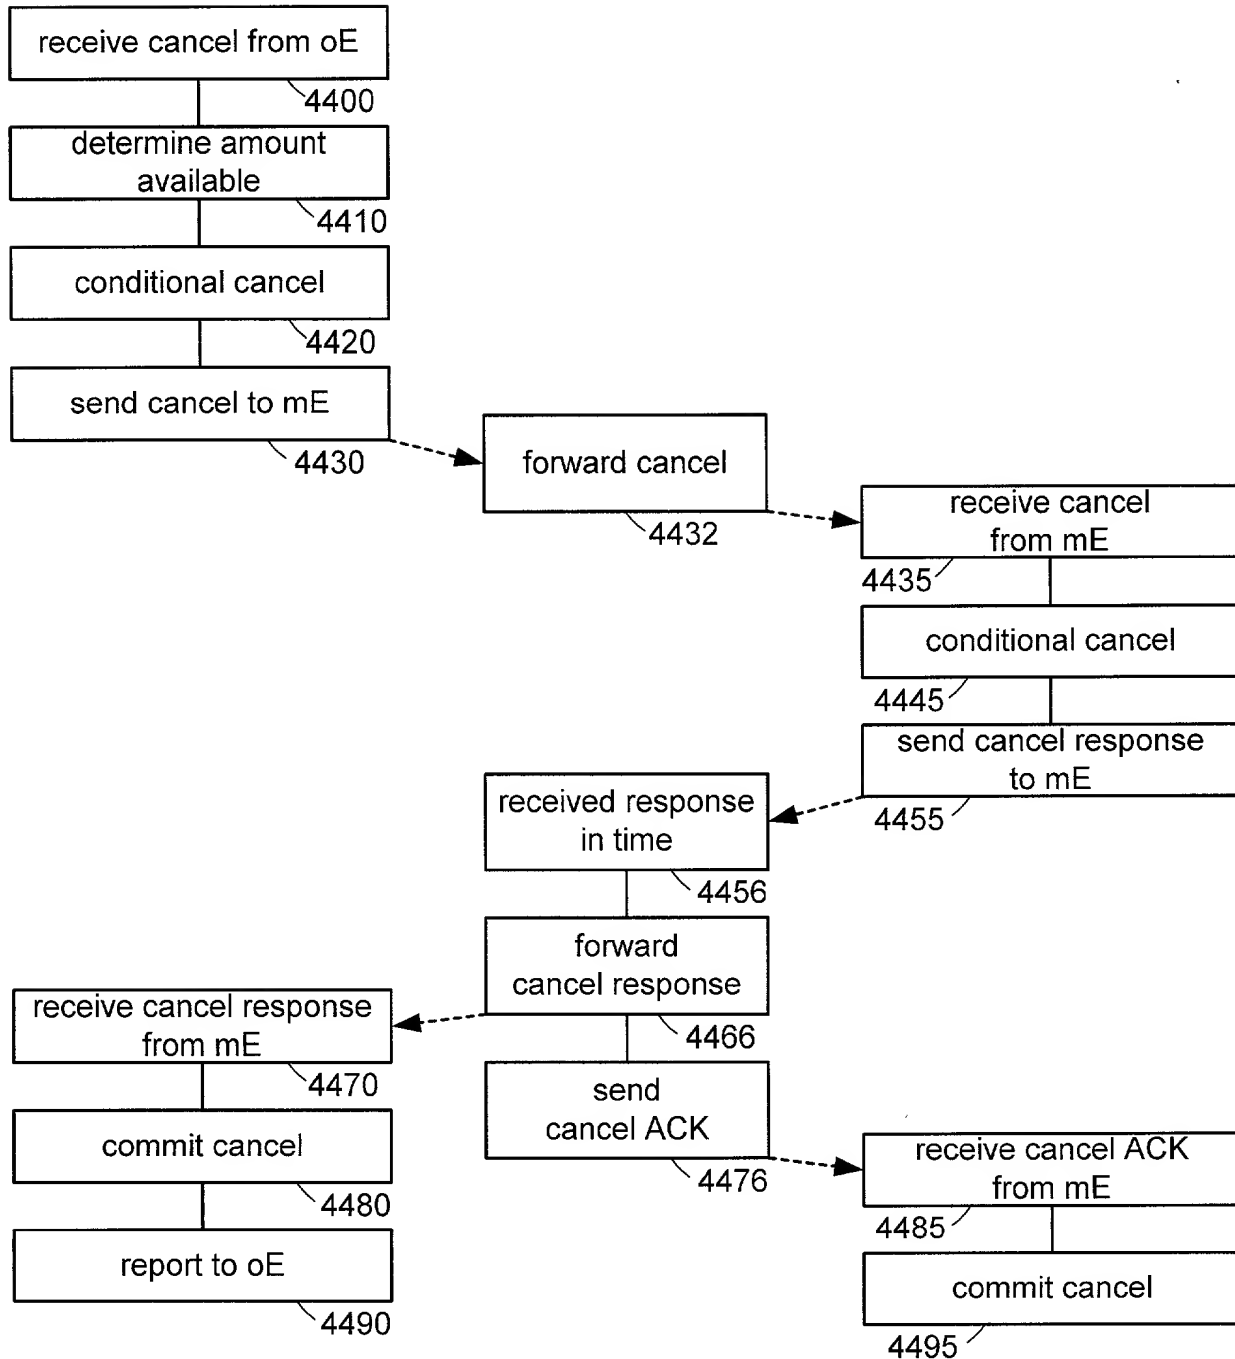 receive cancel from oE
4400
determine amount
available
4410
conditional cancel
4420
send cancel to mE
4430
forward cancel
4432
receive cancel
from mE
4435
conditional cancel
4445
send cancel response
to mE
4455
received response
in time
4456
forward
cancel response
4466
receive cancel response
from mE
4470
send
cancel ACK
4476
commit cancel
4480
receive cancel ACK
from mE
4485
report to oE
4490
commit cancel
4495